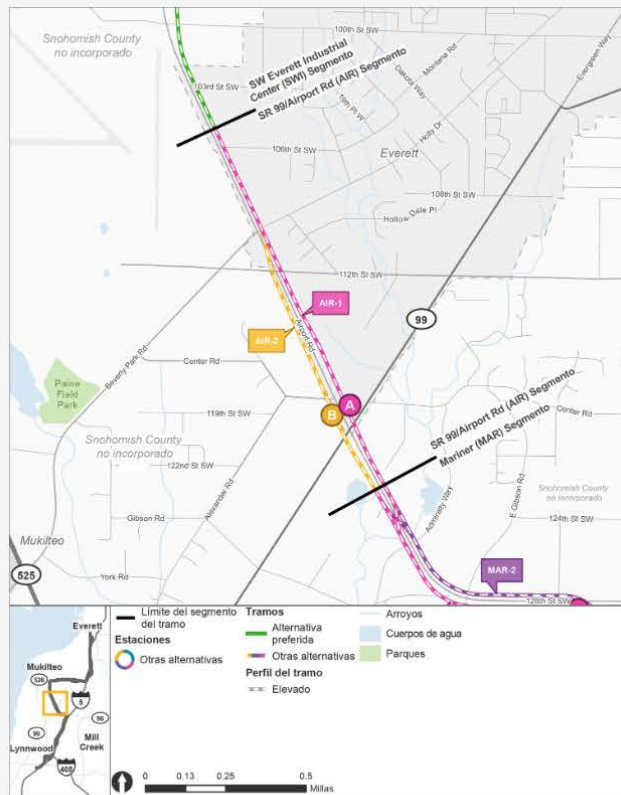 Snohomish County
no incorporado
100th St SW
Evergreen Way
SW Everett Industrial
Center (SWI) Segmento
SR 99/Airport Rd (AIR) Segmento
103rd St SW
Dakota Way
Montana Rd
19th Pl W
Holly Dr
106th St SW
Everett
108th St SW
Hollow Dale Pl
112th St SW
99
AIR-1
AIR-2
Airport Rd
Beverly Park Rd
Center Rd
Paine
Field
Park
A
B
SR 99/Airport Rd (AIR) Segmento
Mariner (MAR) Segmento
Center Rd
119th St SW
Snohomish County
no incorporado
122nd St SW
Alexander Rd
Admiralty Way
E Gibson Rd
Snohomish County
no incorporado
124th St SW
Gibson Rd
Mukilteo
525
York Rd
MAR-2
128th St SW
Everett
Mukilteo
526
5
96
99
Mill
Creek
Lynnwood
405
Límite del segmento
del tramo
Estaciones
Otras alternativas
Tramos
Alternativa
preferida
Otras alternativas
Perfil del tramo
Elevado
Arroyos
Cuerpos de agua
Parques
0 0.13 0.25 0.5
Millas